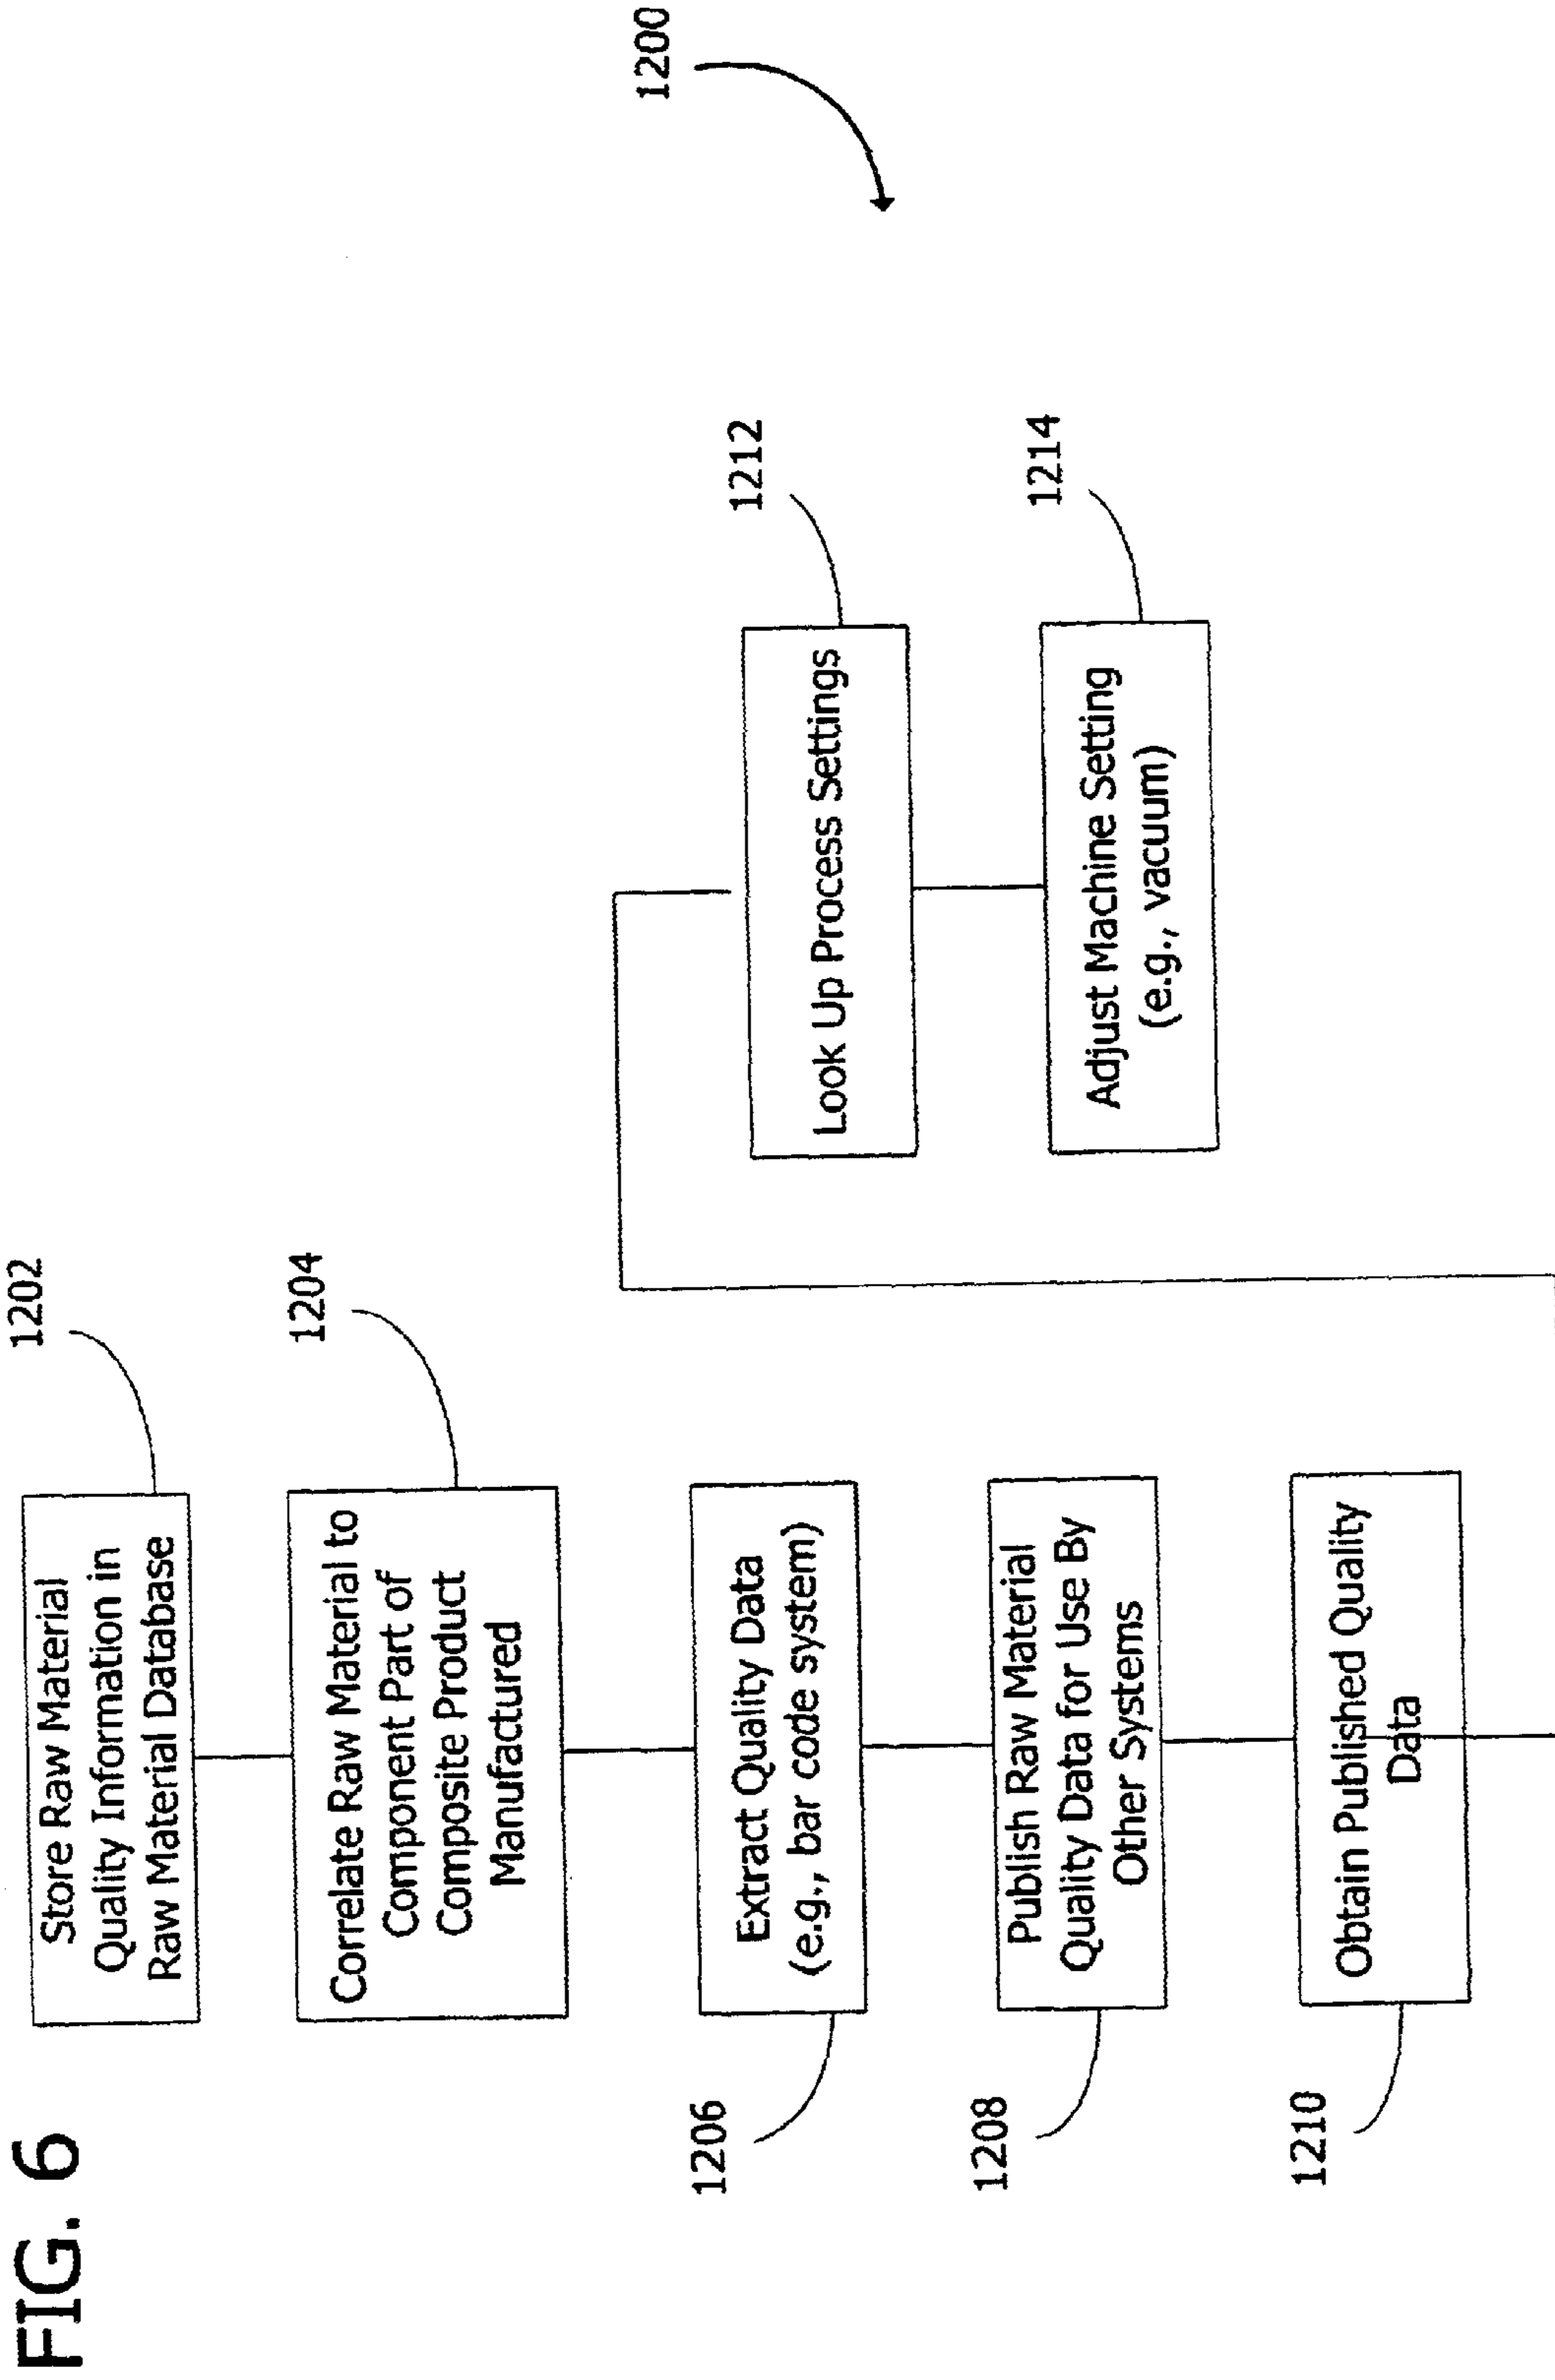 FIG. 6
1200
Store Raw Material
Quality Information in
Raw Material Database
1202
Correlate Raw Material to
Component Part of
Composite Product
Manufactured
1204
Extract Quality Data
(e.g., bar code system)
1206
Publish Raw Material
Quality Data for Use By
Other Systems
1208
Obtain Published Quality
Data
1210
Look Up Process Settings
1212
Adjust Machine Setting
(e.g., vacuum)
1214